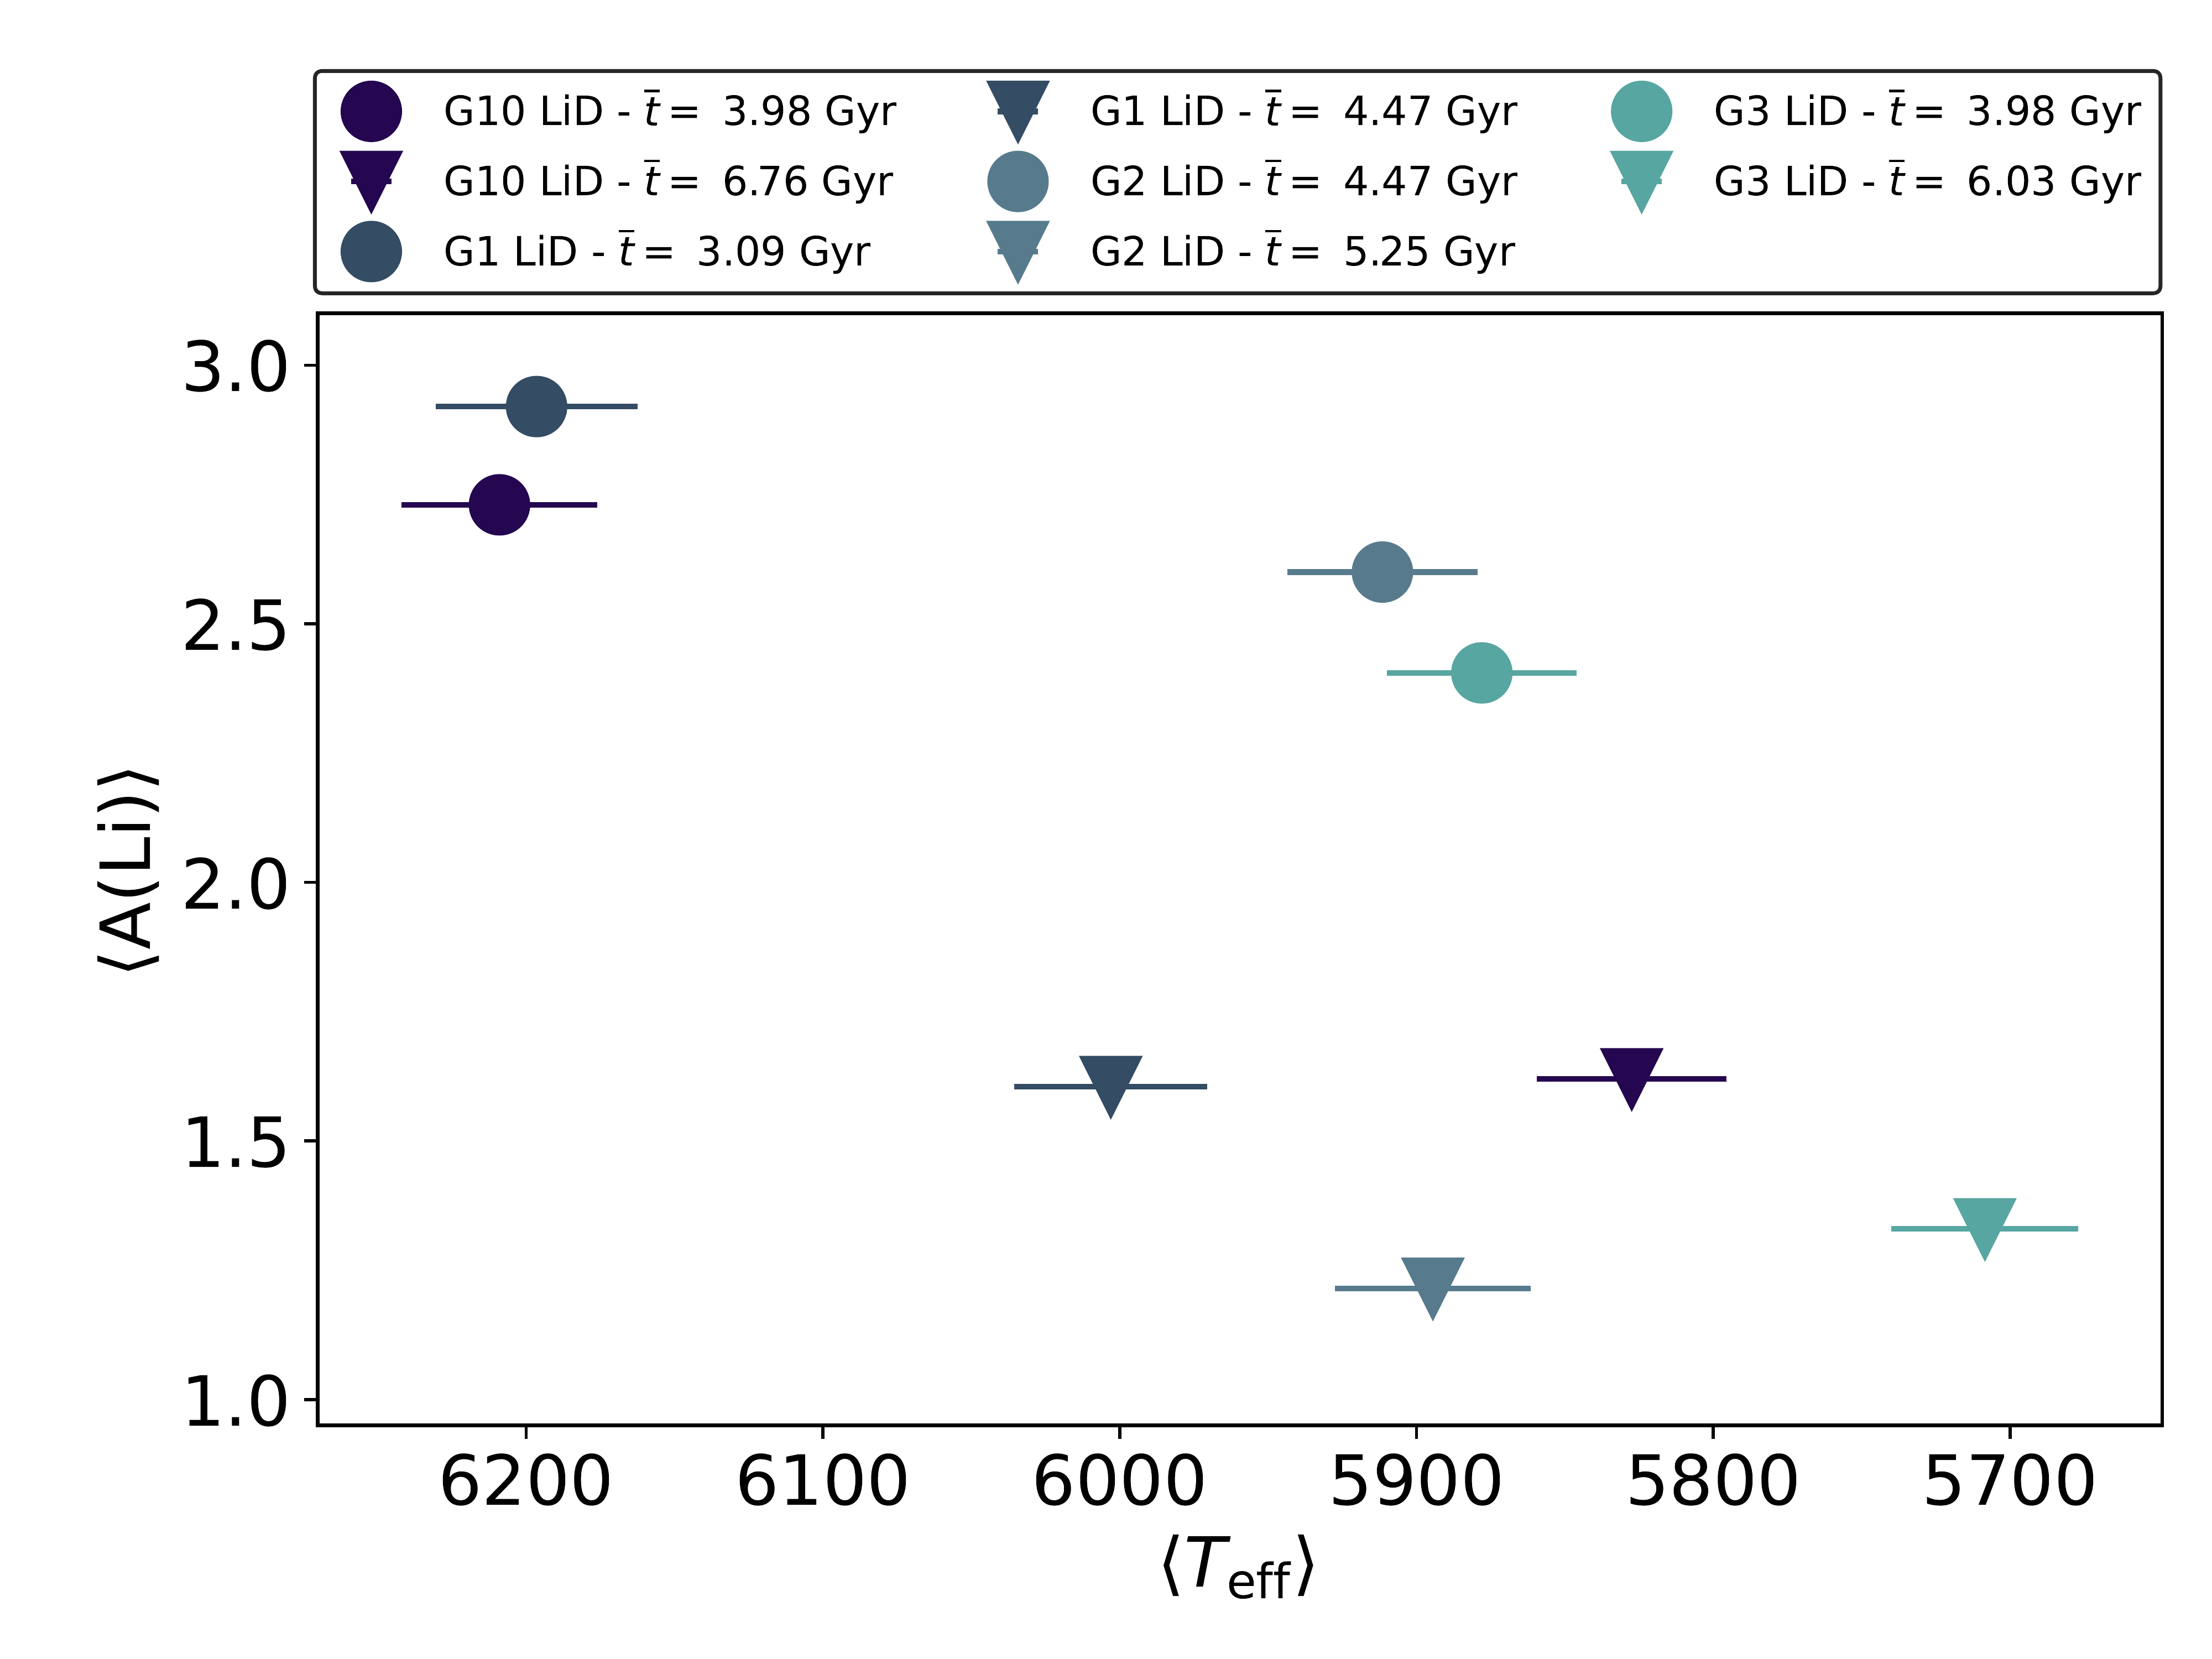 G10 LiD - t̄ = 3.98 Gyr
G10 LiD - t̄ = 6.76 Gyr
G1 LiD - t̄ = 3.09 Gyr
G1 LiD - t̄ = 4.47 Gyr
G2 LiD - t̄ = 4.47 Gyr
G2 LiD - t̄ = 5.25 Gyr
G3 LiD - t̄ = 3.98 Gyr
G3 LiD - t̄ = 6.03 Gyr
3.0
2.5
2.0
1.5
1.0
⟨A(Li)⟩
6200 6100 6000 5900 5800 5700
⟨T_eff⟩